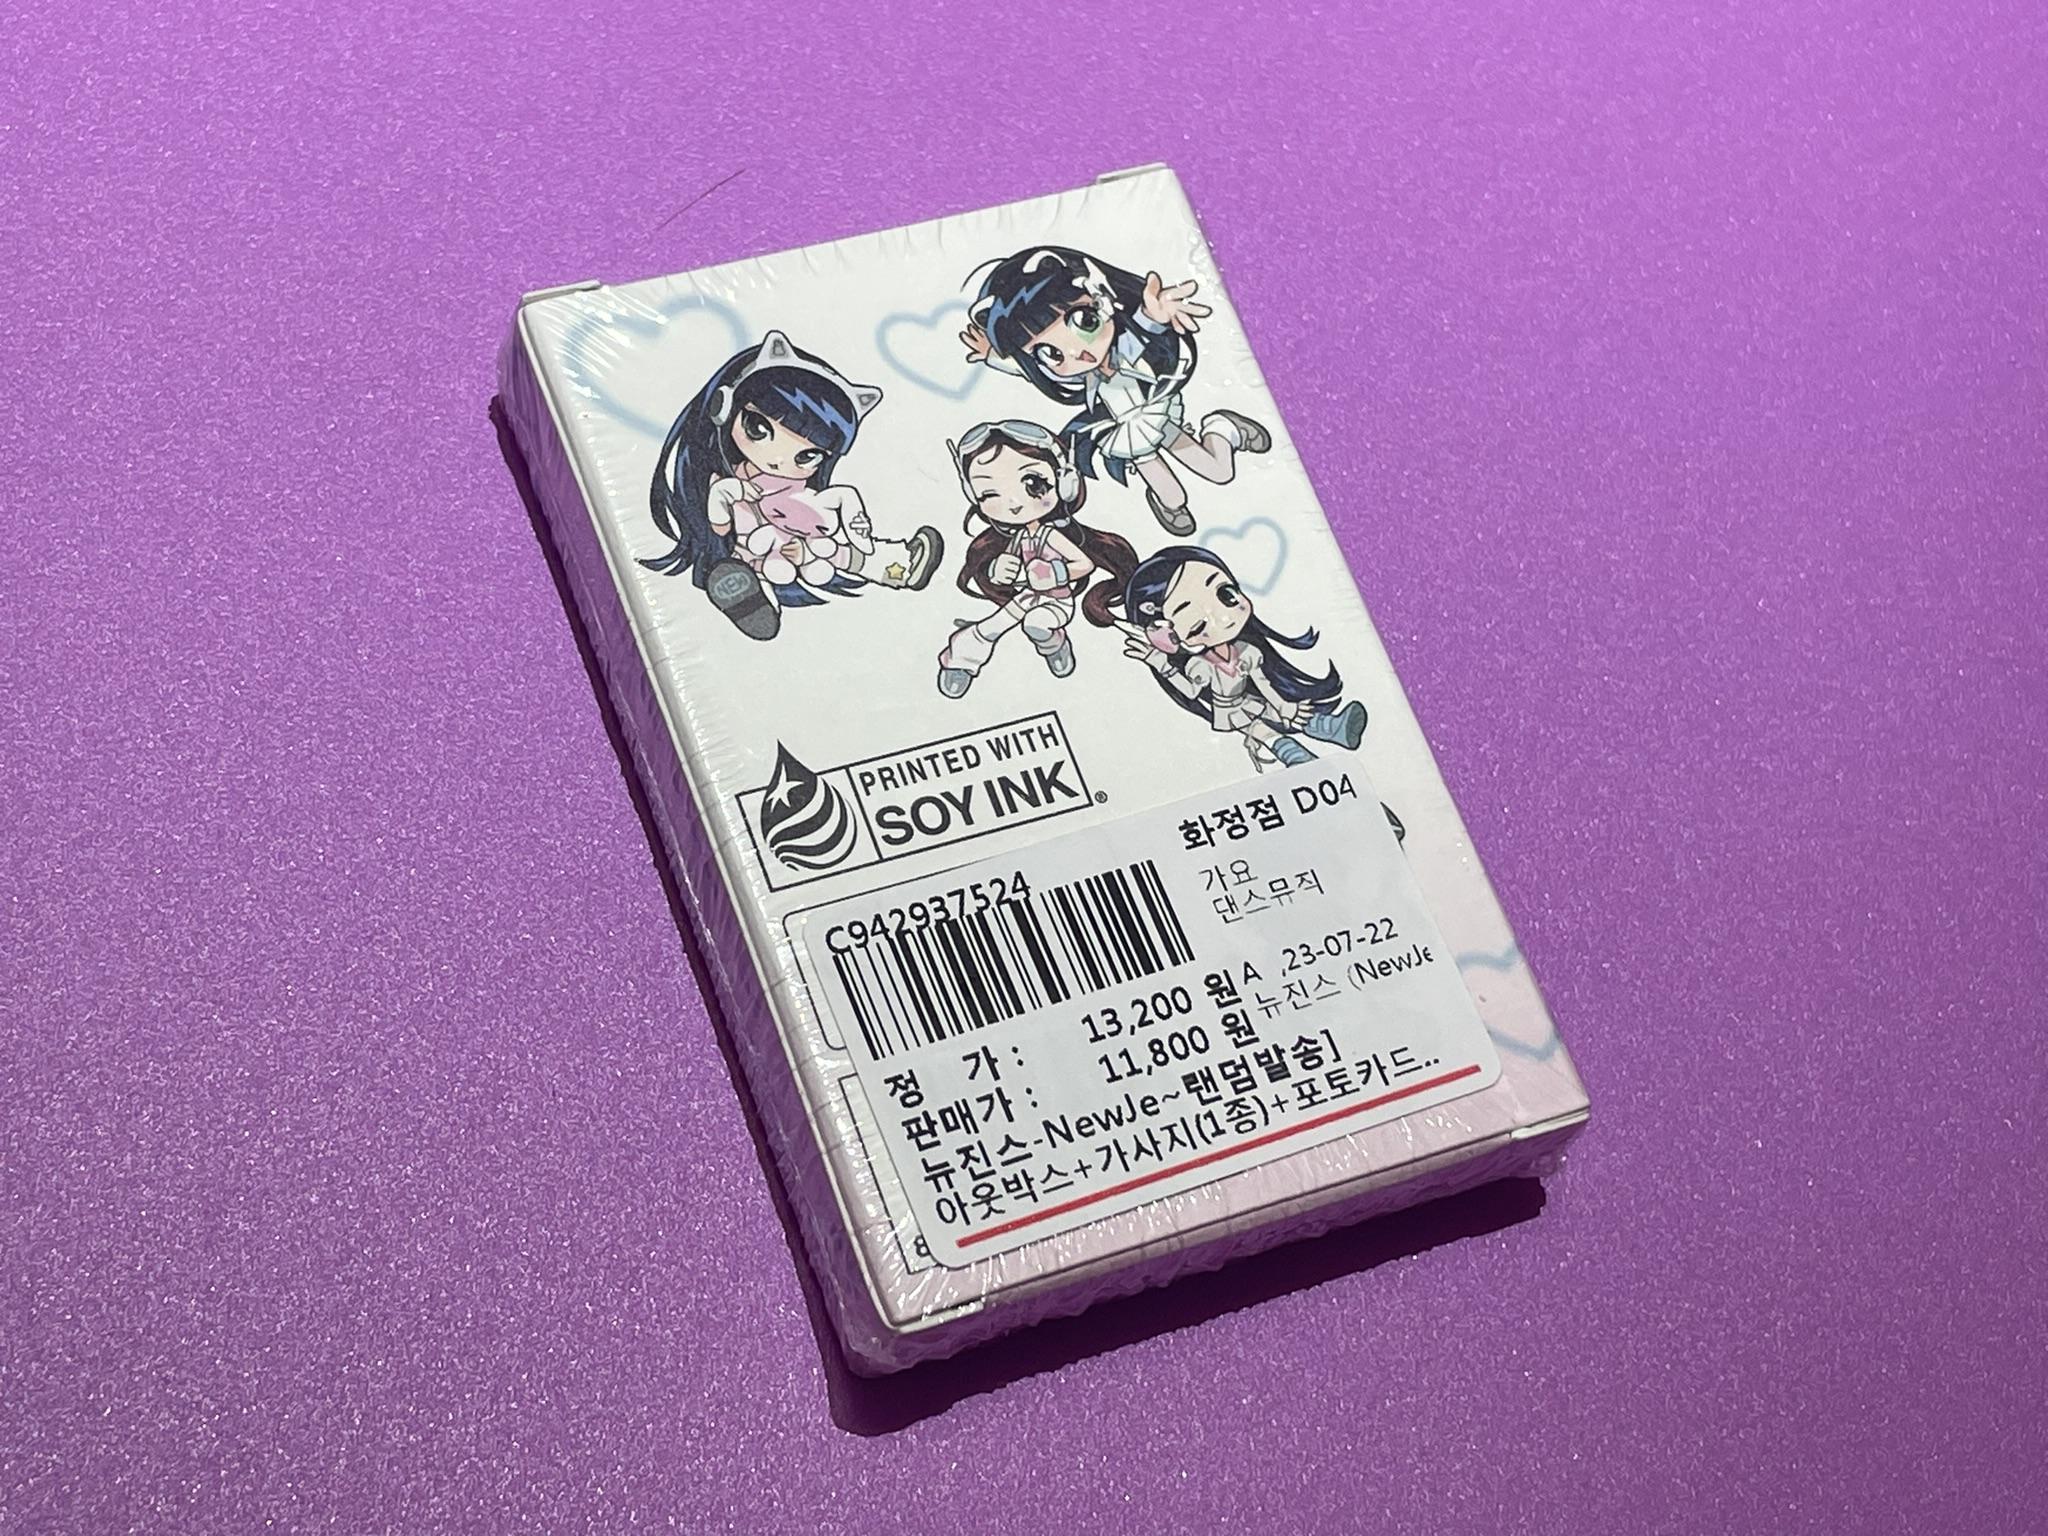 NEW
PRINTED WITH
SOY INK®
화정점 D04
C942937524
가요
댄스뮤직
정 가 : 13,200 원 A ,23-07-22
판매가 : 11,800 원 뉴진스 (NewJe
뉴진스-NewJe~랜덤발송]
아웃박스+가사지(1종)+포토카드..
8